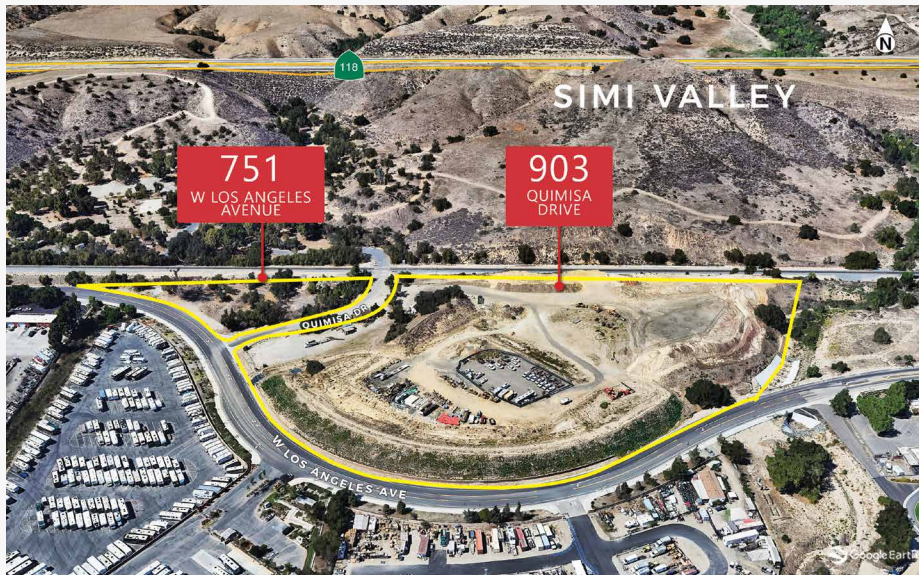 N
118
SIMI VALLEY
751
W LOS ANGELES
AVENUE
903
QUIMISA
DRIVE
QUIMISA DR
W LOS ANGELES AVE
Google Earth